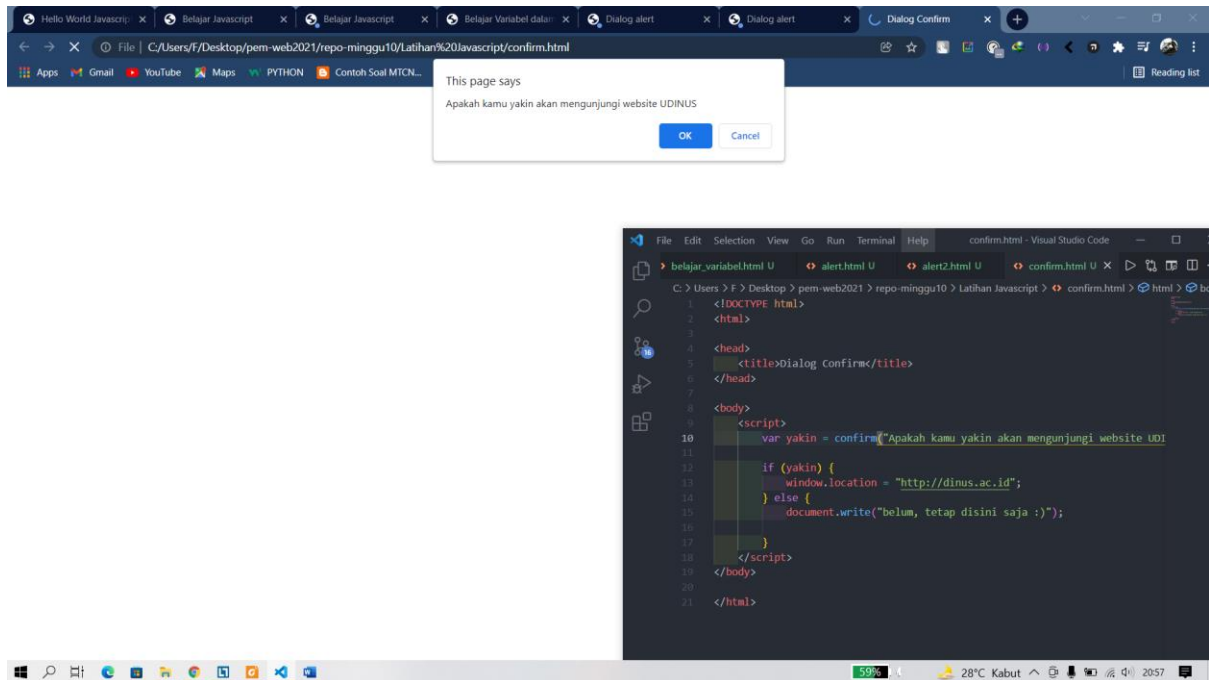 Hello World Javascrip
Belajar Javascript
Belajar Javascript
Belajar Variabel dalan
Dialog alert
Dialog alert
Dialog Confirm
File | C:/Users/F/Desktop/pem-web2021/repo-minggu10/Latihan%20Javascript/confirm.html
Apps Gmail YouTube Maps PYTHON Contoh Soal MTCN... Reading list
This page says
Apakah kamu yakin akan mengunjungi website UDINUS
OK Cancel
File Edit Selection View Go Run Terminal Help confirm.html - Visual Studio Code
belajar_variabel.html U alert.html U alert2.html U confirm.html U
C: > Users > F > Desktop > pem-web2021 > repo-minggu10 > Latihan Javascript > confirm.html > html > bo
1 <!DOCTYPE html>
2 <html>
3
4 <head>
5 <title>Dialog Confirm</title>
6 </head>
7
8 <body>
9 <script>
10 var yakin = confirm("Apakah kamu yakin akan mengunjungi website UDI
11
12 if (yakin) {
13 window.location = "http://dinus.ac.id";
14 } else {
15 document.write("belum, tetap disini saja :)");
16
17 }
18 </script>
19 </body>
20
21 </html>
16
59% 28°C Kabut 20:57